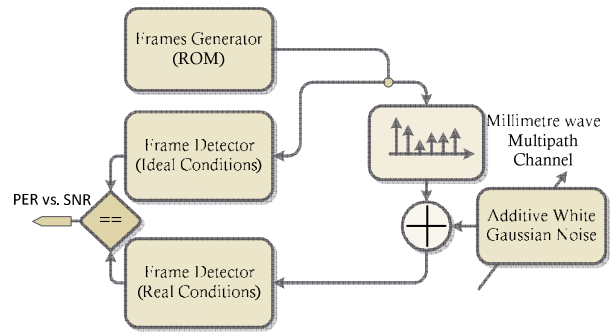 Frames Generator
(ROM)
Millimetre wave
Multipath
Channel
Frame Detector
(Ideal Conditions)
PER vs. SNR
==
Additive White
Gaussian Noise
Frame Detector
(Real Conditions)